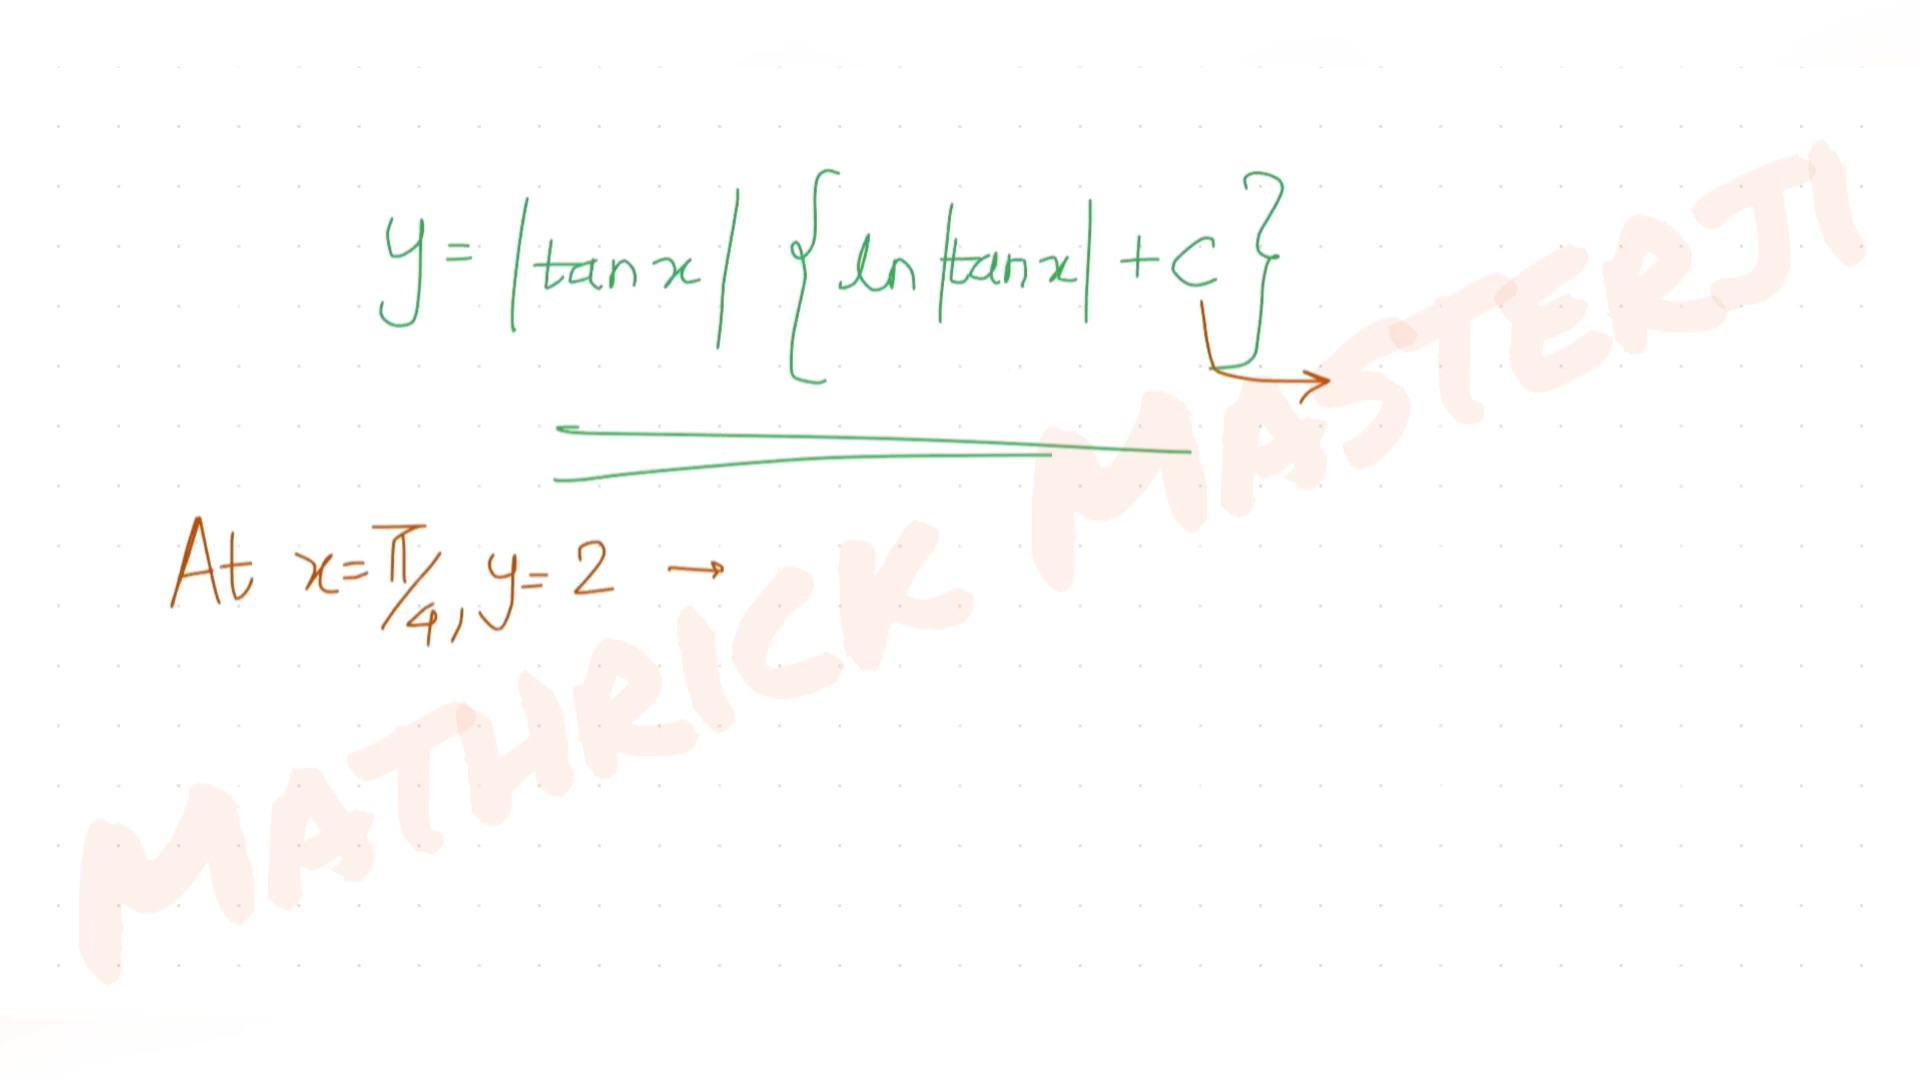 y = |tan x| { ln |tan x| + c }
At x = π/4, y = 2 →
MATHRICK MASTERJI